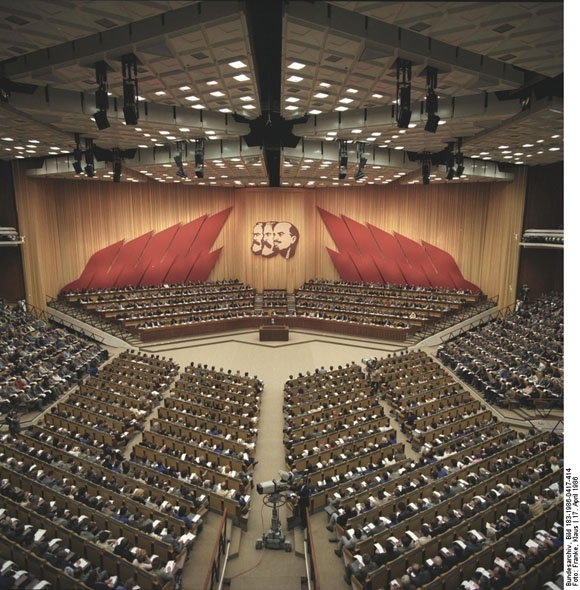 Bundesarchiv, Bild 183-1986-0417-414
Foto: Franke, Klaus | 17. April 1986